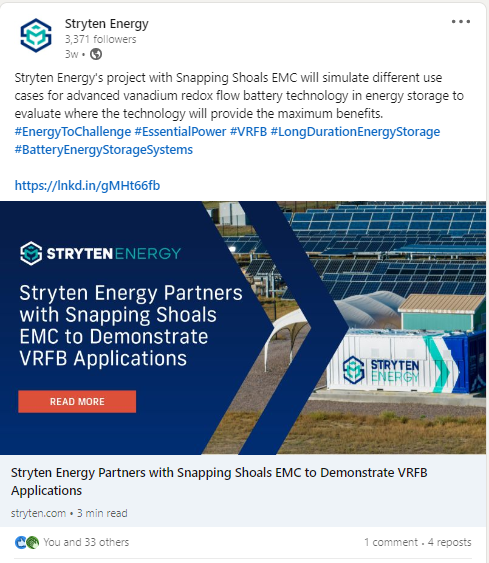 Stryten Energy
3,371 followers
3w •
Stryten Energy's project with Snapping Shoals EMC will simulate different use
cases for advanced vanadium redox flow battery technology in energy storage to
evaluate where the technology will provide the maximum benefits.
#EnergyToChallenge #EssentialPower #VRFB #LongDurationEnergyStorage
#BatteryEnergyStorageSystems
https://lnkd.in/gMHt66fb
STRYTENENERGY
Stryten Energy Partners
with Snapping Shoals
EMC to Demonstrate
VRFB Applications
READ MORE
STRYTEN
ENERGY
Stryten Energy Partners with Snapping Shoals EMC to Demonstrate VRFB
Applications
stryten.com • 3 min read
You and 33 others
1 comment • 4 reposts